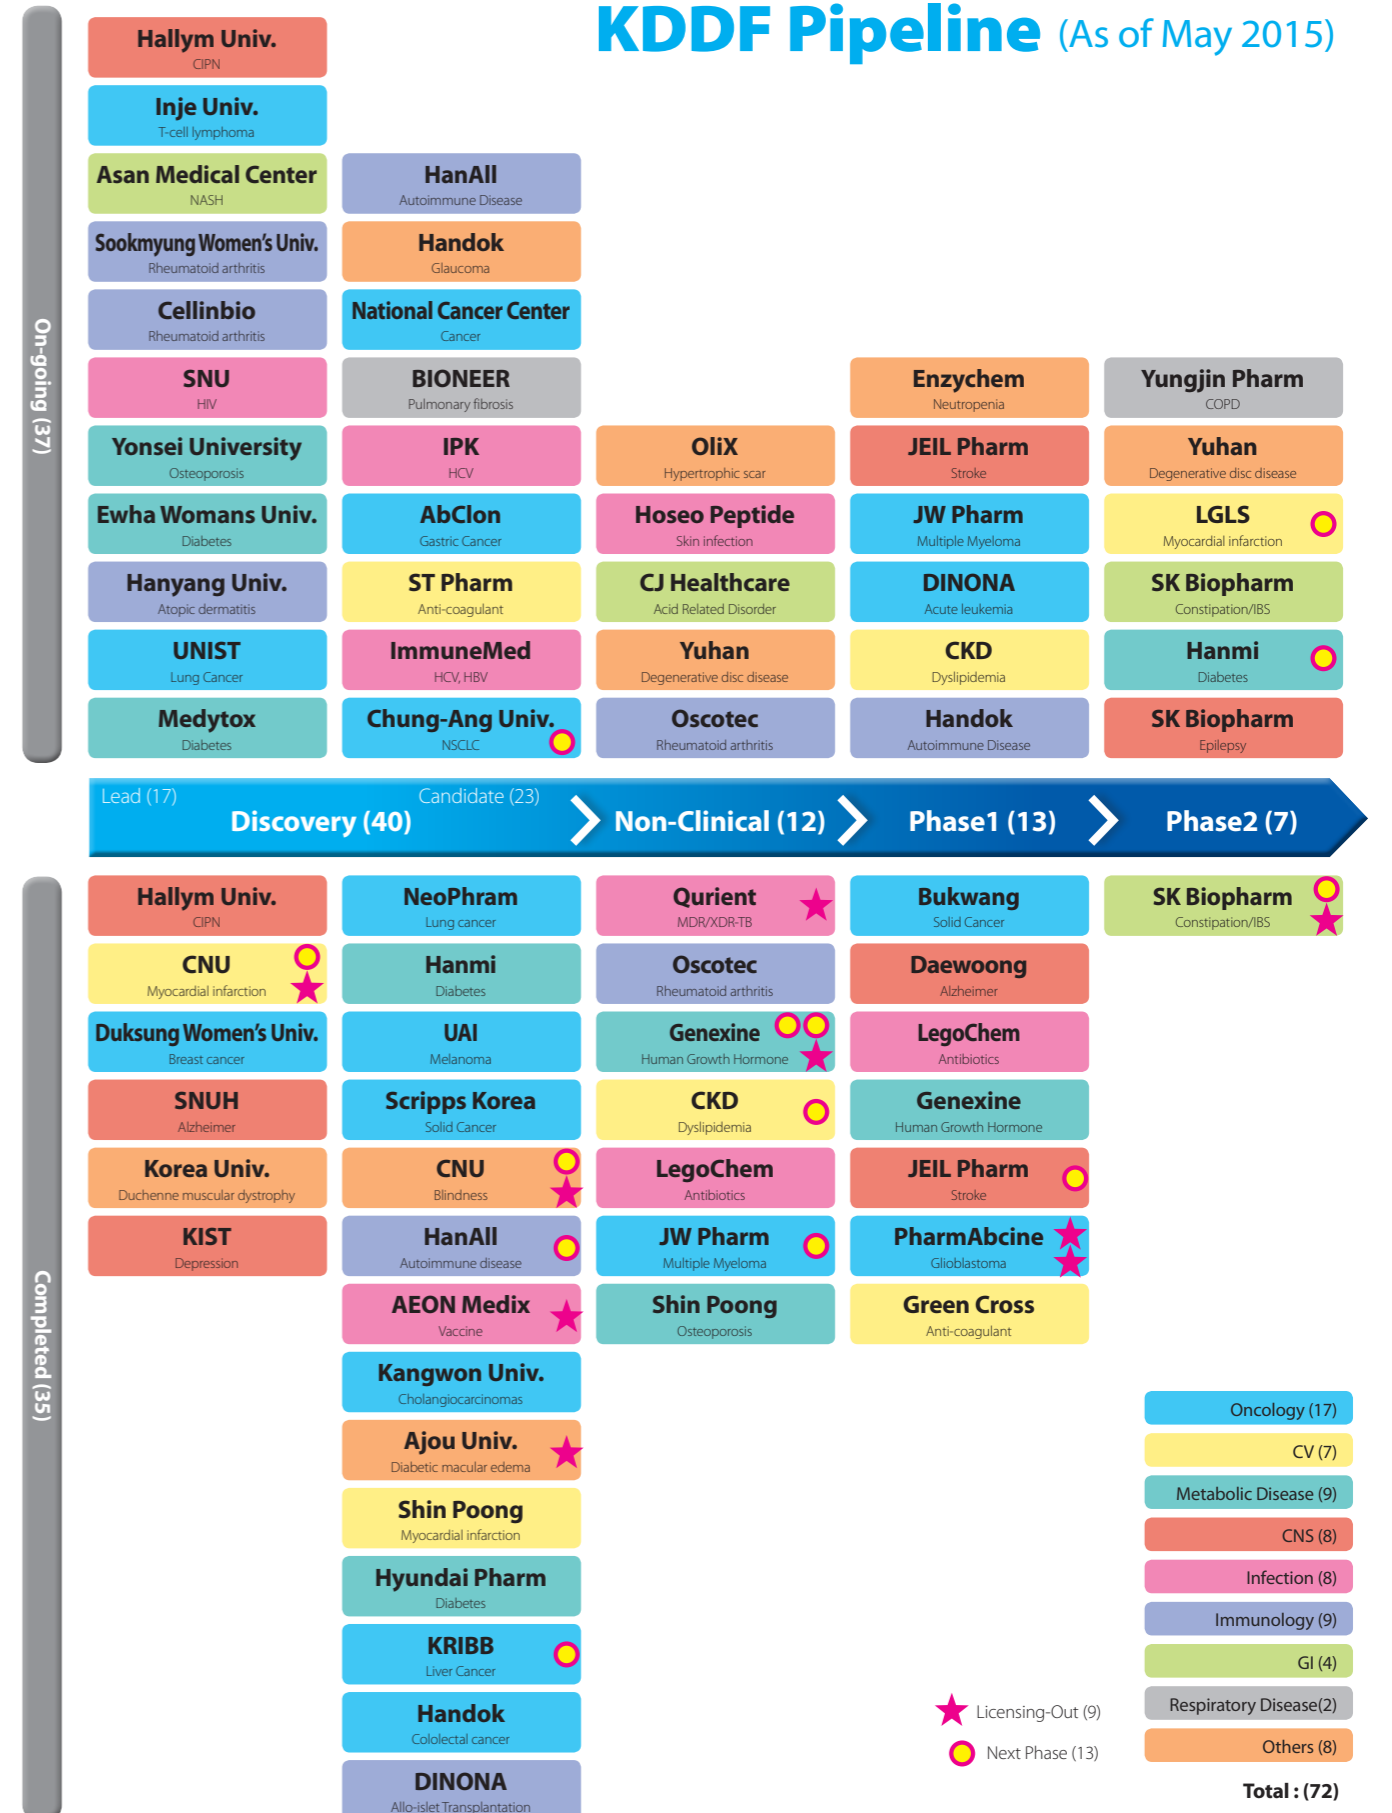 KDDF Pipeline (As of May 2015)
On-going (37)
Hallym Univ.
CIPN
Inje Univ.
T-cell lymphoma
Asan Medical Center
NASH
Sookmyung Women's Univ.
Rheumatoid arthritis
Cellinbio
Rheumatoid arthritis
SNU
HIV
Yonsei University
Osteoporosis
Ewha Womans Univ.
Diabetes
Hanyang Univ.
Atopic dermatitis
UNIST
Lung Cancer
Medytox
Diabetes
HanAll
Autoimmune Disease
Handok
Glaucoma
National Cancer Center
Cancer
BIONEER
Pulmonary fibrosis
IPK
HCV
AbClon
Gastric Cancer
ST Pharm
Anti-coagulant
ImmuneMed
HCV, HBV
Chung-Ang Univ.
NSCLC
OliX
Hypertrophic scar
Hoseo Peptide
Skin infection
CJ Healthcare
Acid Related Disorder
Yuhan
Degenerative disc disease
Oscotec
Rheumatoid arthritis
Enzychem
Neutropenia
JEIL Pharm
Stroke
JW Pharm
Multiple Myeloma
DINONA
Acute leukemia
CKD
Dyslipidemia
Handok
Autoimmune Disease
Yungjin Pharm
COPD
Yuhan
Degenerative disc disease
LGLS
Myocardial infarction
SK Biopharm
Constipation/IBS
Hanmi
Diabetes
SK Biopharm
Epilepsy
Lead (17)
Candidate (23)
Discovery (40)
Non-Clinical (12)
Phase1 (13)
Phase2 (7)
Completed (35)
Hallym Univ.
CIPN
CNU
Myocardial infarction
Duksung Women's Univ.
Breast cancer
SNUH
Alzheimer
Korea Univ.
Duchenne muscular dystrophy
KIST
Depression
NeoPhram
Lung cancer
Hanmi
Diabetes
UAI
Melanoma
Scripps Korea
Solid Cancer
CNU
Blindness
HanAll
Autoimmune disease
AEON Medix
Vaccine
Kangwon Univ.
Cholangiocarcinomas
Ajou Univ.
Diabetic macular edema
Shin Poong
Myocardial infarction
Hyundai Pharm
Diabetes
KRIBB
Liver Cancer
Handok
Cololectal cancer
DINONA
Allo-islet Transplantation
Qurient
MDR/XDR-TB
Oscotec
Rheumatoid arthritis
Genexine
Human Growth Hormone
CKD
Dyslipidemia
LegoChem
Antibiotics
JW Pharm
Multiple Myeloma
Shin Poong
Osteoporosis
Bukwang
Solid Cancer
Daewoong
Alzheimer
LegoChem
Antibiotics
Genexine
Human Growth Hormone
JEIL Pharm
Stroke
PharmAbcine
Glioblastoma
Green Cross
Anti-coagulant
SK Biopharm
Constipation/IBS
Licensing-Out (9)
Next Phase (13)
Oncology (17)
CV (7)
Metabolic Disease (9)
CNS (8)
Infection (8)
Immunology (9)
GI (4)
Respiratory Disease(2)
Others (8)
Total : (72)